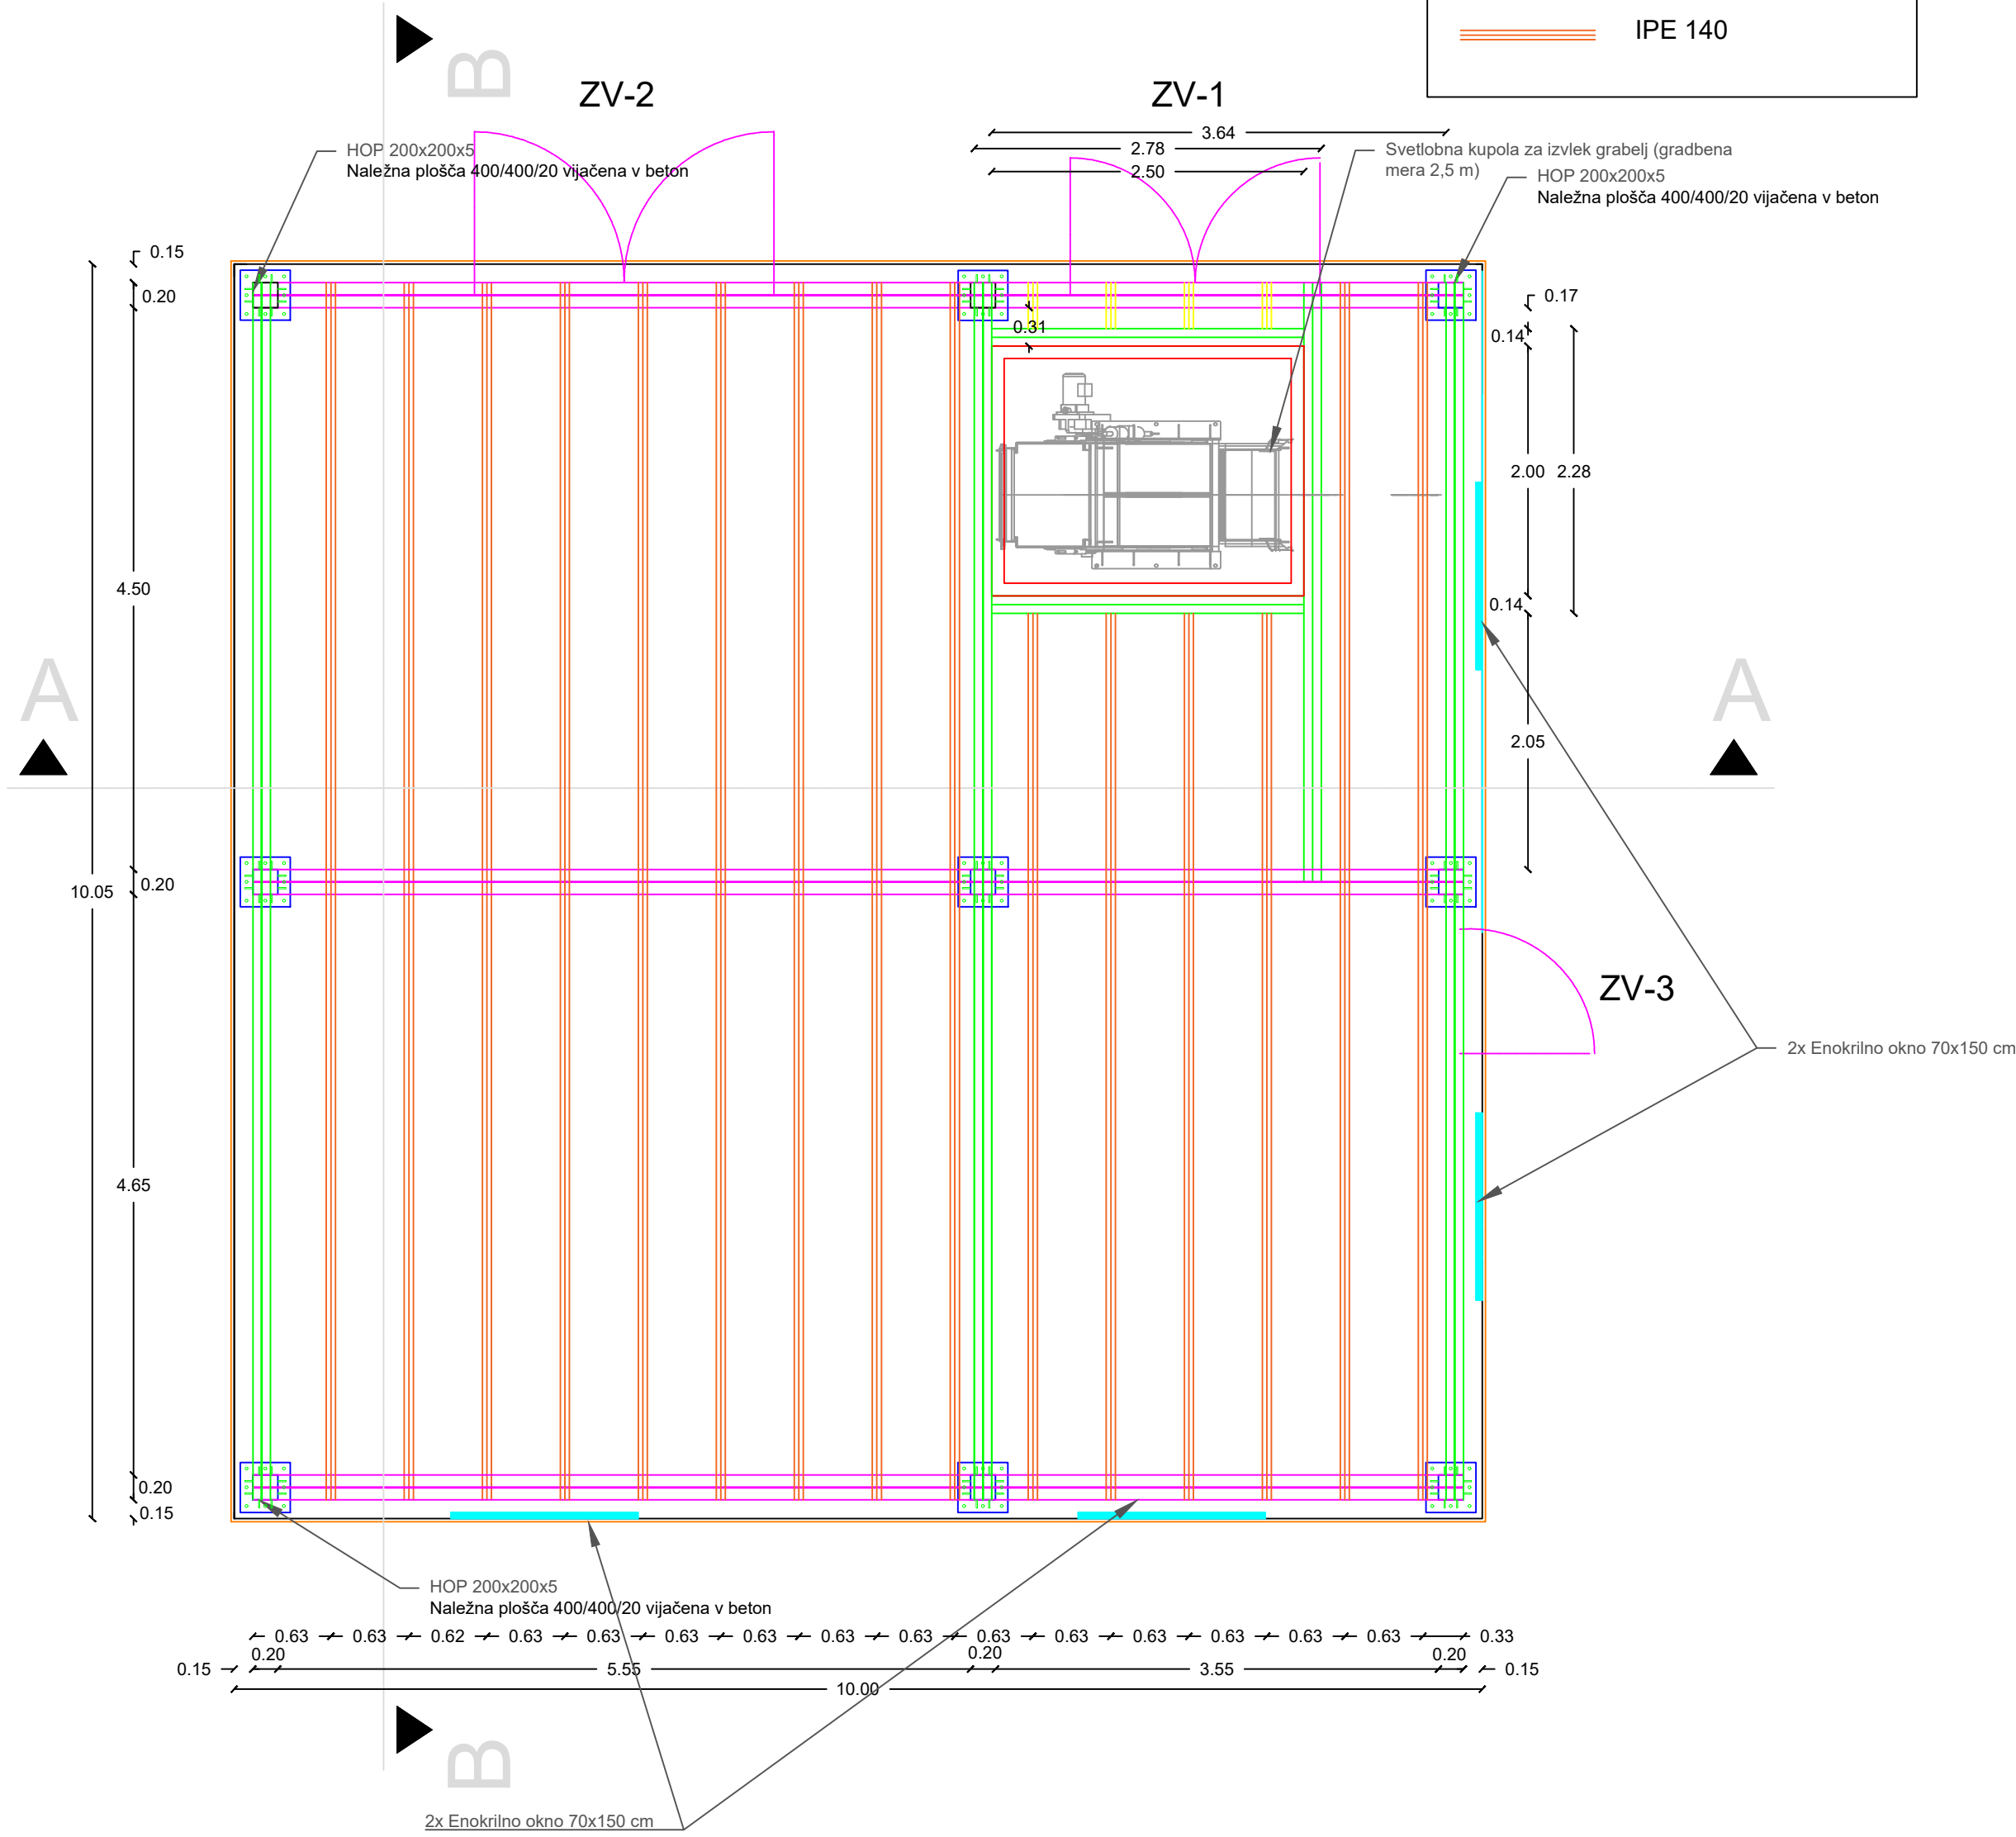 IPE 140
B
ZV-2
ZV-1
3.64
2.78
2.50
HOP 200x200x5
Naležna plošča 400/400/20 vijačena v beton
Svetlobna kupola za izvlek grabelj (gradbena
mera 2,5 m)
HOP 200x200x5
Naležna plošča 400/400/20 vijačena v beton
0.15
0.20
0.17
0.31
0.14
2.00
2.28
4.50
0.14
A
A
2.05
10.05
0.20
ZV-3
2x Enokrilno okno 70x150 cm
4.65
0.20
0.15
HOP 200x200x5
Naležna plošča 400/400/20 vijačena v beton
0.63
0.63
0.62
0.63
0.63
0.63
0.63
0.63
0.63
0.63
0.63
0.63
0.63
0.63
0.63
0.33
0.15
0.20
5.55
0.20
3.55
0.20
0.15
10.00
B
2x Enokrilno okno 70x150 cm